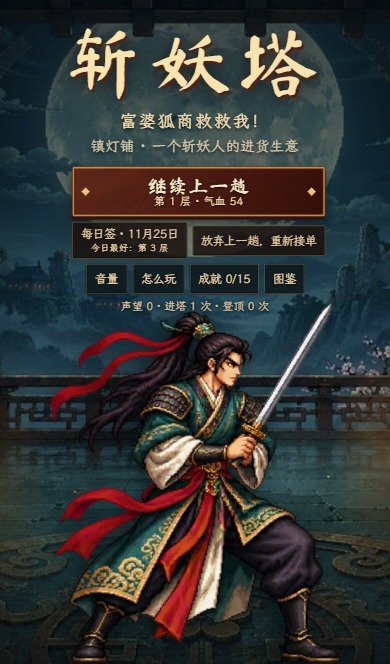 斩妖塔
富婆狐商救救我！
镇灯铺·一个斩妖人的进货生意
继续上一趟
第 1 层·气血 54
每日签·11月25日
今日最好：第 3 层
放弃上一趟，重新接单
音量
怎么玩
成就 0/15
图鉴
声望 0·进塔 1 次·登顶 0 次